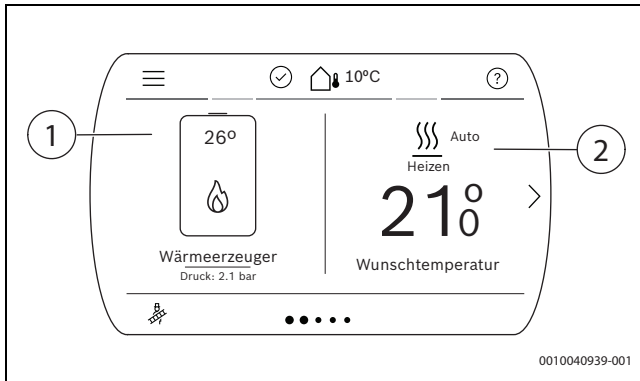 10°C
?
1
26°
Auto
Heizen
2
21°0
Wärmeerzeuger
Druck: 2.1 bar
Wunschtemperatur
0010040939-001